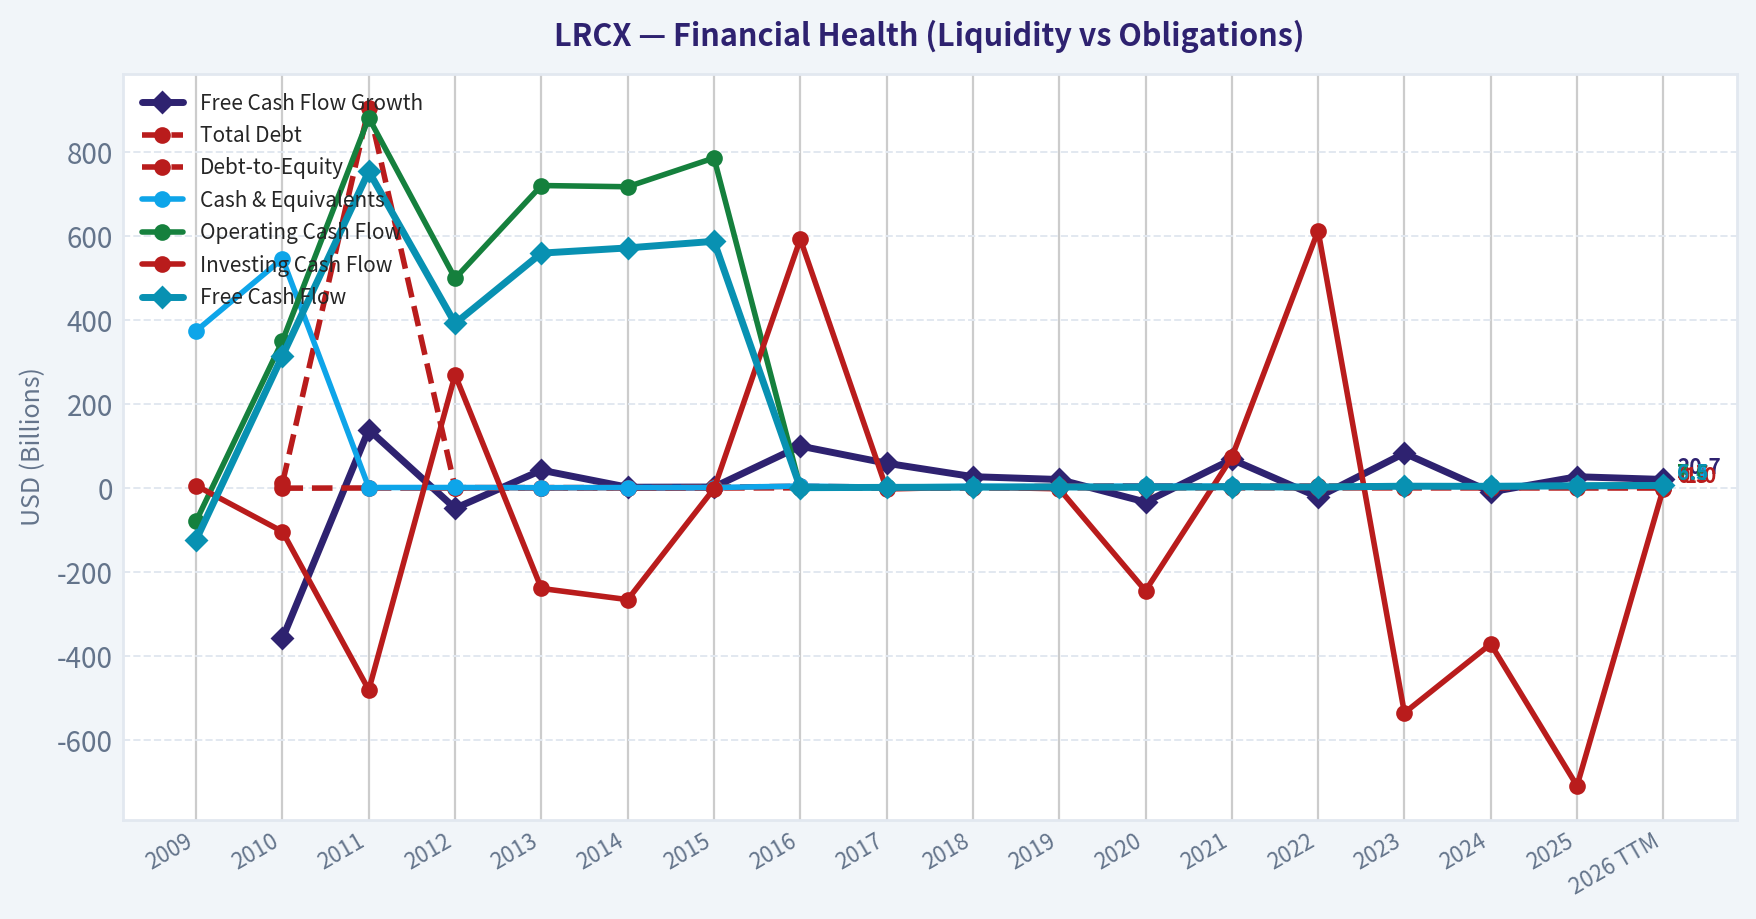 LRCX — Financial Health (Liquidity vs Obligations)
Free Cash Flow Growth
Total Debt
Debt-to-Equity
Cash & Equivalents
Operating Cash Flow
Investing Cash Flow
Free Cash Flow
USD (Billions)
800
600
400
200
0
-200
-400
-600
20.7
2009
2010
2011
2012
2013
2014
2015
2016
2017
2018
2019
2020
2021
2022
2023
2024
2025
2026 TTM